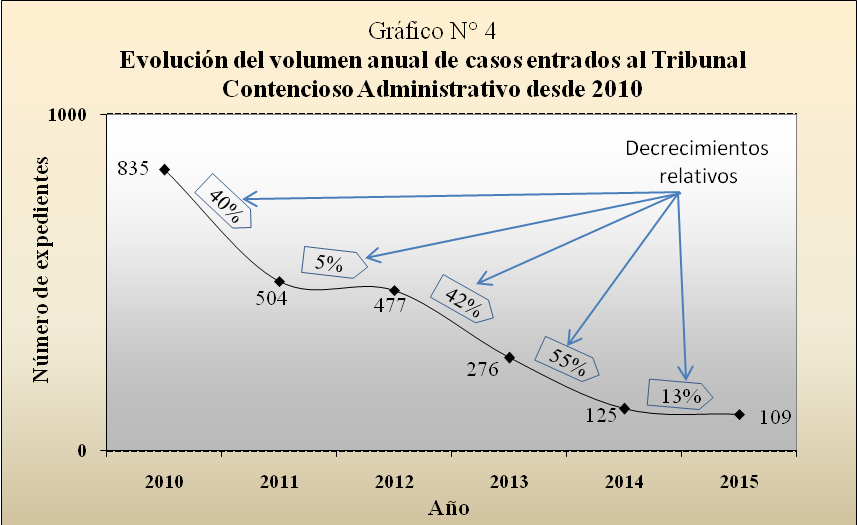 Gráfico N° 4
Evolución del volumen anual de casos entrados al Tribunal
Contencioso Administrativo desde 2010
Número de expedientes
1000
0
Decrecimientos
relativos
835
504
477
276
125
109
40%
5%
42%
55%
13%
2010 2011 2012 2013 2014 2015
Año